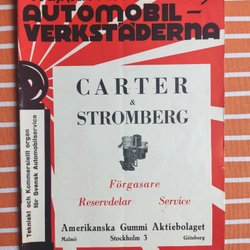 AUTOMOBIL-
VERKSTÄDERNA
Tekniskt och Kommersiellt organ
för Svensk Automobilservice
CARTER
&
STROMBERG
Förgasare
Reservdelar Service
Amerikanska Gummi Aktiebolaget
Malmö Stockholm 3 Göteborg